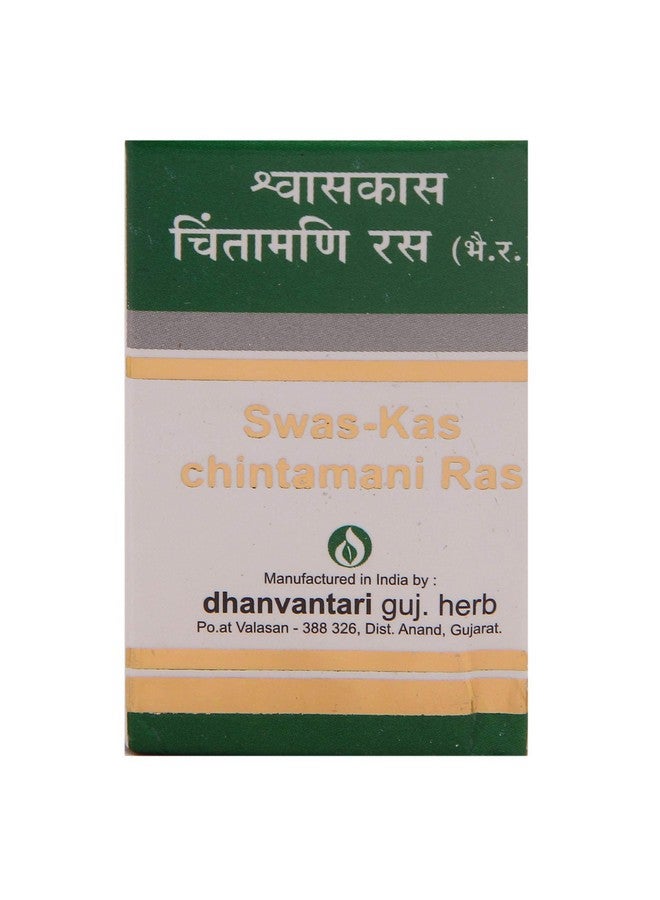 श्वासकास
चिंतामणि रस (भै.र.
Swas-Kas
chintamani Ras
Manufactured in India by :
dhanvantari guj. herb
Po.at Valasan - 388 326, Dist. Anand, Gujarat.